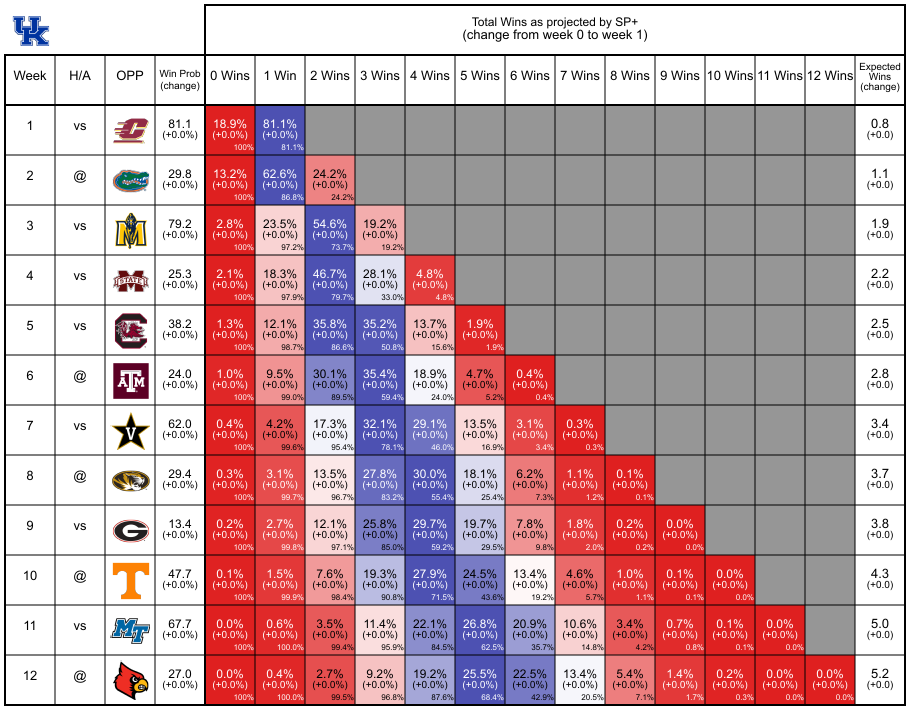 UK
Total Wins as projected by SP+
(change from week 0 to week 1)
Week H/A OPP Win Prob (change) 0 Wins 1 Win 2 Wins 3 Wins 4 Wins 5 Wins 6 Wins 7 Wins 8 Wins 9 Wins 10 Wins 11 Wins 12 Wins Expected Wins (change)
1 vs C 81.1 18.9% 81.1% 0.8
(+0.0%) (+0.0%) (+0.0%) (+0.0)
100% 81.1%
2 @ 29.8 13.2% 62.6% 24.2% 1.1
(+0.0%) (+0.0%) (+0.0%) (+0.0%) (+0.0)
100% 86.8% 24.2%
3 vs M 79.2 2.8% 23.5% 54.6% 19.2% 1.9
(+0.0%) (+0.0%) (+0.0%) (+0.0%) (+0.0%) (+0.0)
100% 97.2% 73.7% 19.2%
4 vs M STATE 25.3 2.1% 18.3% 46.7% 28.1% 4.8% 2.2
(+0.0%) (+0.0%) (+0.0%) (+0.0%) (+0.0%) (+0.0%) (+0.0)
100% 97.9% 79.7% 33.0% 4.8%
5 vs C 38.2 1.3% 12.1% 35.8% 35.2% 13.7% 1.9% 2.5
(+0.0%) (+0.0%) (+0.0%) (+0.0%) (+0.0%) (+0.0%) (+0.0%) (+0.0)
100% 98.7% 86.6% 50.8% 15.6% 1.9%
6 @ ATM 24.0 1.0% 9.5% 30.1% 35.4% 18.9% 4.7% 0.4% 2.8
(+0.0%) (+0.0%) (+0.0%) (+0.0%) (+0.0%) (+0.0%) (+0.0%) (+0.0%) (+0.0)
100% 99.0% 89.5% 59.4% 24.0% 5.2% 0.4%
7 vs V 62.0 0.4% 4.2% 17.3% 32.1% 29.1% 13.5% 3.1% 0.3% 3.4
(+0.0%) (+0.0%) (+0.0%) (+0.0%) (+0.0%) (+0.0%) (+0.0%) (+0.0%) (+0.0%) (+0.0)
100% 99.6% 95.4% 78.1% 46.0% 16.9% 3.4% 0.3%
8 @ 29.4 0.3% 3.1% 13.5% 27.8% 30.0% 18.1% 6.2% 1.1% 0.1% 3.7
(+0.0%) (+0.0%) (+0.0%) (+0.0%) (+0.0%) (+0.0%) (+0.0%) (+0.0%) (+0.0%) (+0.0%) (+0.0)
100% 99.7% 96.7% 83.2% 55.4% 25.4% 7.3% 1.2% 0.1%
9 vs G 13.4 0.2% 2.7% 12.1% 25.8% 29.7% 19.7% 7.8% 1.8% 0.2% 0.0% 3.8
(+0.0%) (+0.0%) (+0.0%) (+0.0%) (+0.0%) (+0.0%) (+0.0%) (+0.0%) (+0.0%) (+0.0%) (+0.0%) (+0.0)
100% 99.8% 97.1% 85.0% 59.2% 29.5% 9.8% 2.0% 0.2% 0.0%
10 @ T 47.7 0.1% 1.5% 7.6% 19.3% 27.9% 24.5% 13.4% 4.6% 1.0% 0.1% 0.0% 4.3
(+0.0%) (+0.0%) (+0.0%) (+0.0%) (+0.0%) (+0.0%) (+0.0%) (+0.0%) (+0.0%) (+0.0%) (+0.0%) (+0.0%) (+0.0)
100% 99.9% 98.4% 90.8% 71.5% 43.6% 19.2% 5.7% 1.1% 0.1% 0.0%
11 vs MT 67.7 0.0% 0.6% 3.5% 11.4% 22.1% 26.8% 20.9% 10.6% 3.4% 0.7% 0.1% 0.0% 5.0
(+0.0%) (+0.0%) (+0.0%) (+0.0%) (+0.0%) (+0.0%) (+0.0%) (+0.0%) (+0.0%) (+0.0%) (+0.0%) (+0.0%) (+0.0%) (+0.0)
100% 100.0% 99.4% 95.9% 84.5% 62.5% 35.7% 14.8% 4.2% 0.8% 0.1% 0.0%
12 @ 27.0 0.0% 0.4% 2.7% 9.2% 19.2% 25.5% 22.5% 13.4% 5.4% 1.4% 0.2% 0.0% 0.0% 5.2
(+0.0%) (+0.0%) (+0.0%) (+0.0%) (+0.0%) (+0.0%) (+0.0%) (+0.0%) (+0.0%) (+0.0%) (+0.0%) (+0.0%) (+0.0%) (+0.0%) (+0.0)
100% 100.0% 99.5% 96.8% 87.6% 68.4% 42.9% 20.5% 7.1% 1.7% 0.3% 0.0% 0.0%